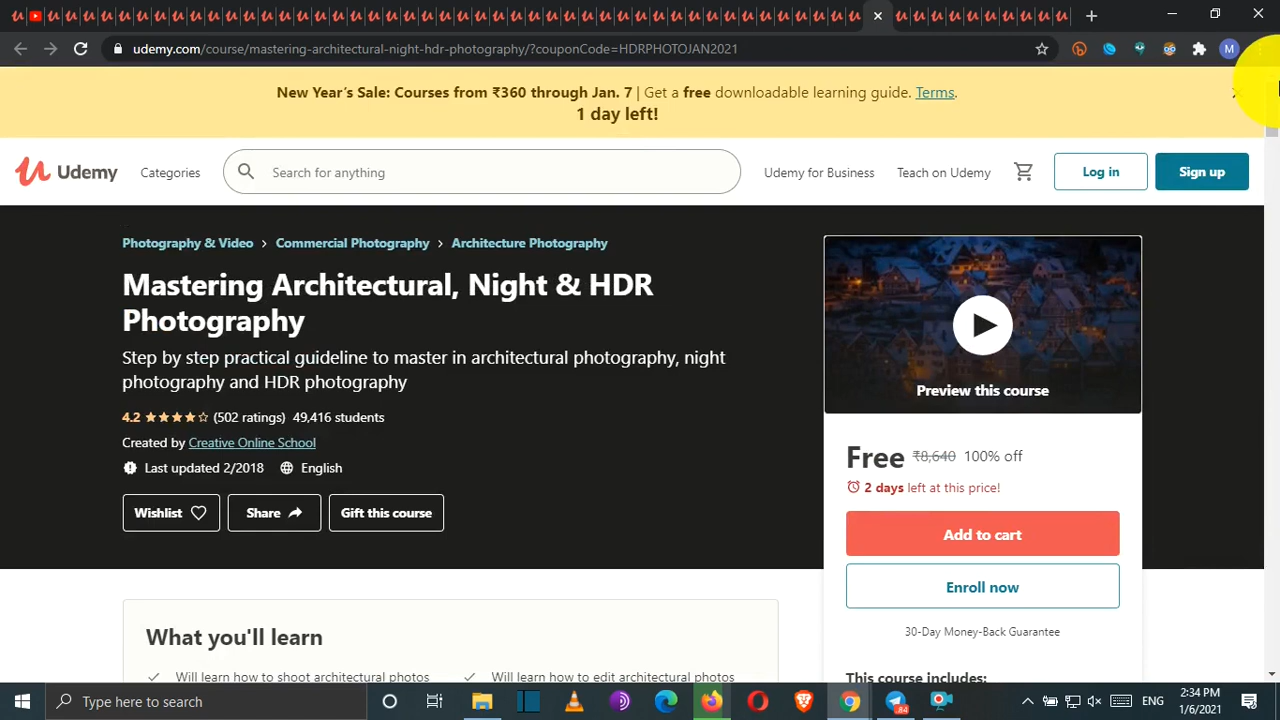 udemy.com/course/mastering-architectural-night-hdr-photography/?couponCode=HDRPHOTOJAN2021
M
New Year's Sale: Courses from ₹360 through Jan. 7 | Get a free downloadable learning guide. Terms.
1 day left!
Udemy
Categories
Search for anything
Udemy for Business
Teach on Udemy
Log in
Sign up
Photography & Video > Commercial Photography > Architecture Photography
Mastering Architectural, Night & HDR
Photography
Step by step practical guideline to master in architectural photography, night
photography and HDR photography
4.2 (502 ratings) 49,416 students
Created by Creative Online School
Last updated 2/2018 English
Wishlist
Share
Gift this course
Preview this course
Free ₹8,640 100% off
2 days left at this price!
Add to cart
Enroll now
30-Day Money-Back Guarantee
This course includes:
What you'll learn
Will learn how to shoot architectural photos
Will learn how to edit architectural photos
Type here to search
84
ENG
2:34 PM
1/6/2021